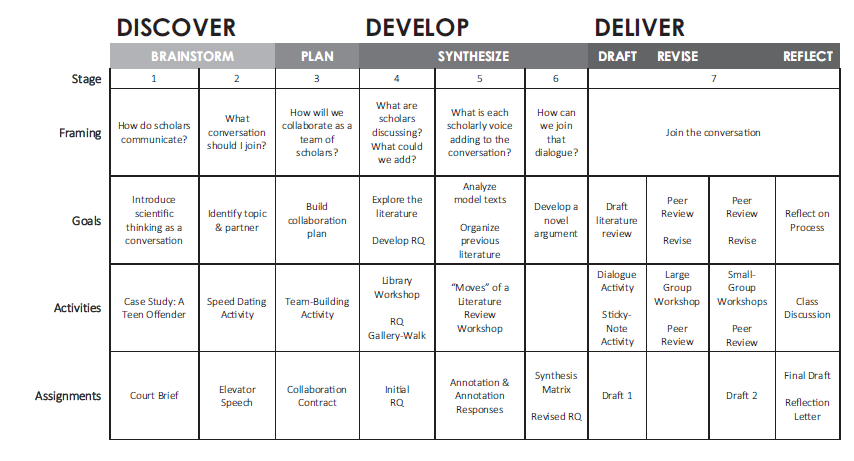 DISCOVER DEVELOP DELIVER
BRAINSTORM PLAN SYNTHESIZE DRAFT REVISE REFLECT
Stage 1 2 3 4 5 6 7
Framing
How do scholars
communicate?
What
conversation
should I join?
How will we
collaborate as a
team of
scholars?
What are
scholars
discussing?
What could
we add?
What is each
scholarly voice
adding to the
conversation?
How can
we join
that
dialogue?
Join the conversation
Goals
Introduce
scientific
thinking as a
conversation
Identify topic
& partner
Build
collaboration
plan
Explore the
literature
Develop RQ
Analyze
model texts
Organize
previous
literature
Develop a
novel
argument
Draft
literature
review
Peer
Review
Revise
Peer
Review
Revise
Reflect on
Process
Activities
Case Study: A
Teen Offender
Speed Dating
Activity
Team-Building
Activity
Library
Workshop
RQ
Gallery-Walk
“Moves” of a
Literature
Review
Workshop
Dialogue
Activity
Sticky-
Note
Activity
Large
Group
Workshop
Peer
Review
Small-
Group
Workshops
Peer
Review
Class
Discussion
Assignments
Court Brief
Elevator
Speech
Collaboration
Contract
Initial
RQ
Annotation &
Annotation
Responses
Synthesis
Matrix
Revised RQ
Draft 1
Draft 2
Final Draft
Reflection
Letter